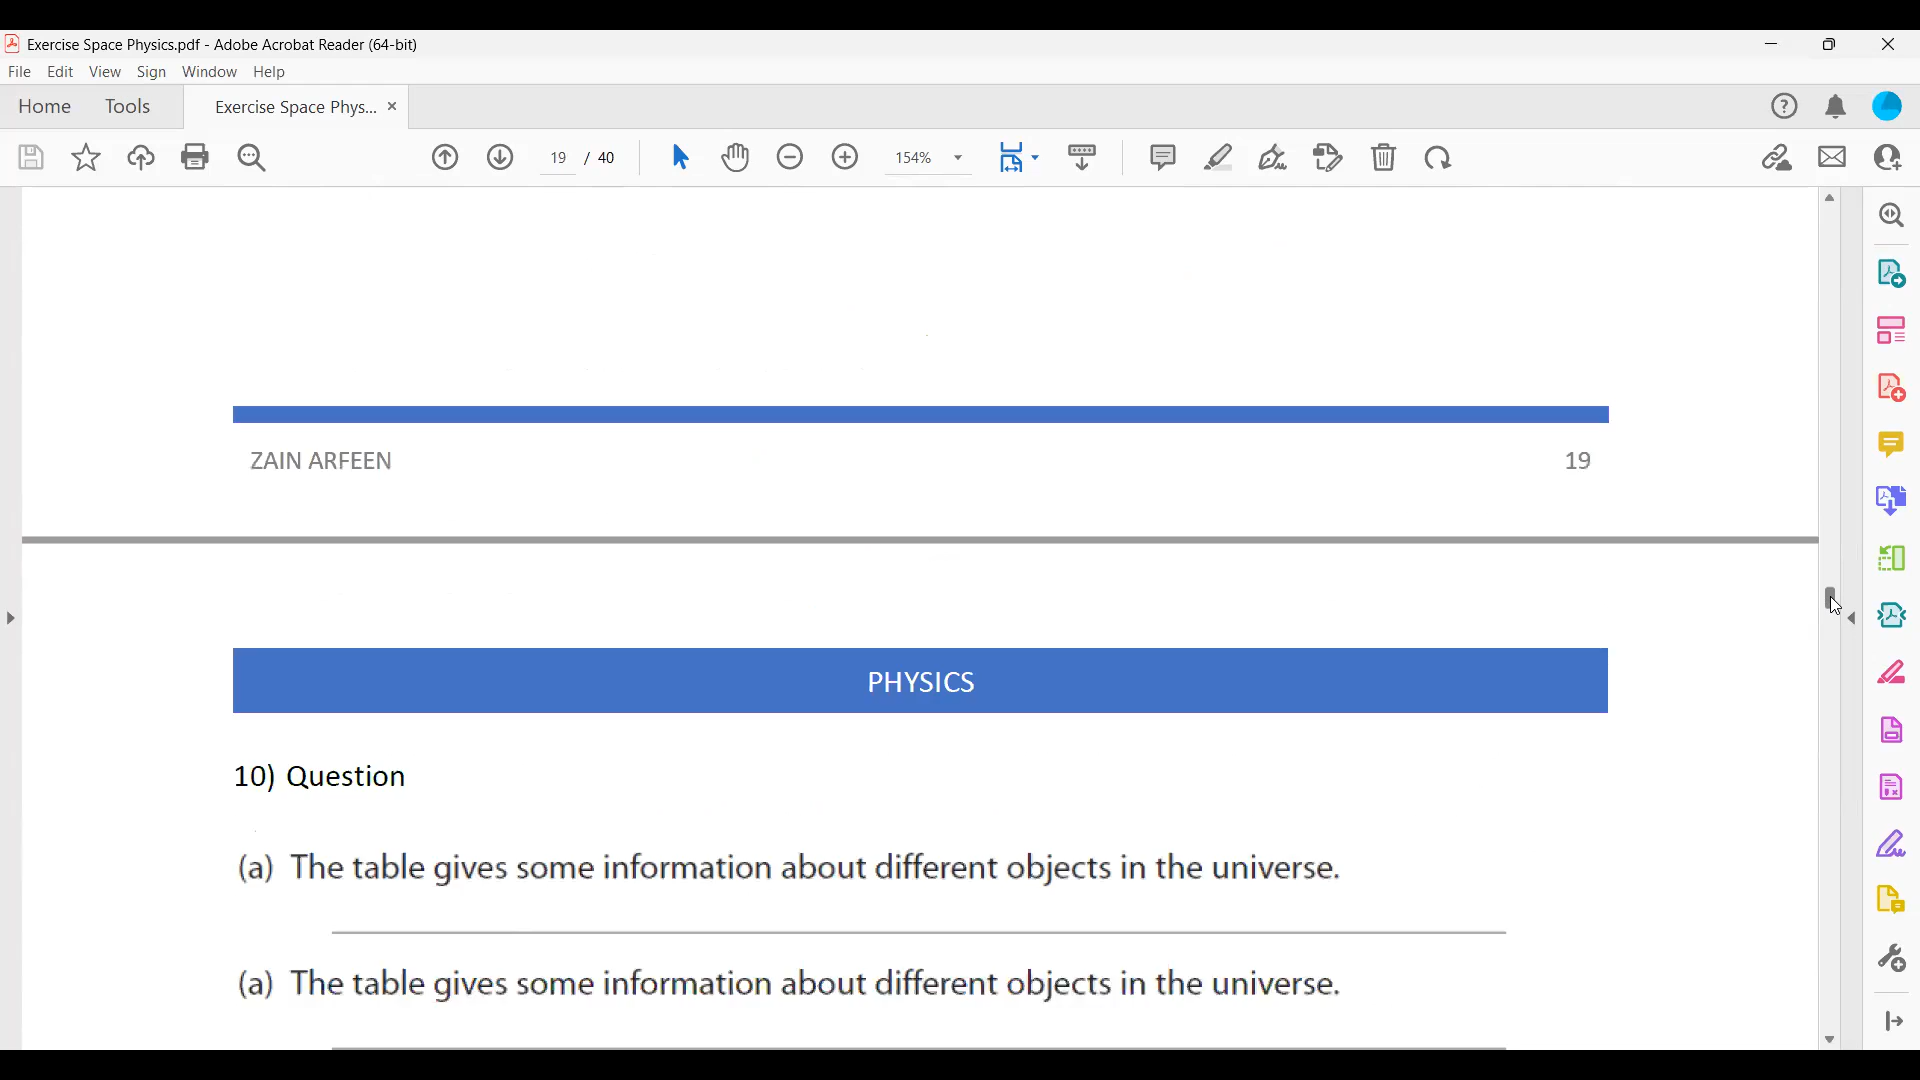 Exercise Space Physics.pdf - Adobe Acrobat Reader (64-bit)
File Edit View Sign Window Help
Home Tools Exercise Space Phys... ×
19 / 40 154%
ZAIN ARFEEN 19
PHYSICS
10) Question
(a) The table gives some information about different objects in the universe.
(a) The table gives some information about different objects in the universe.